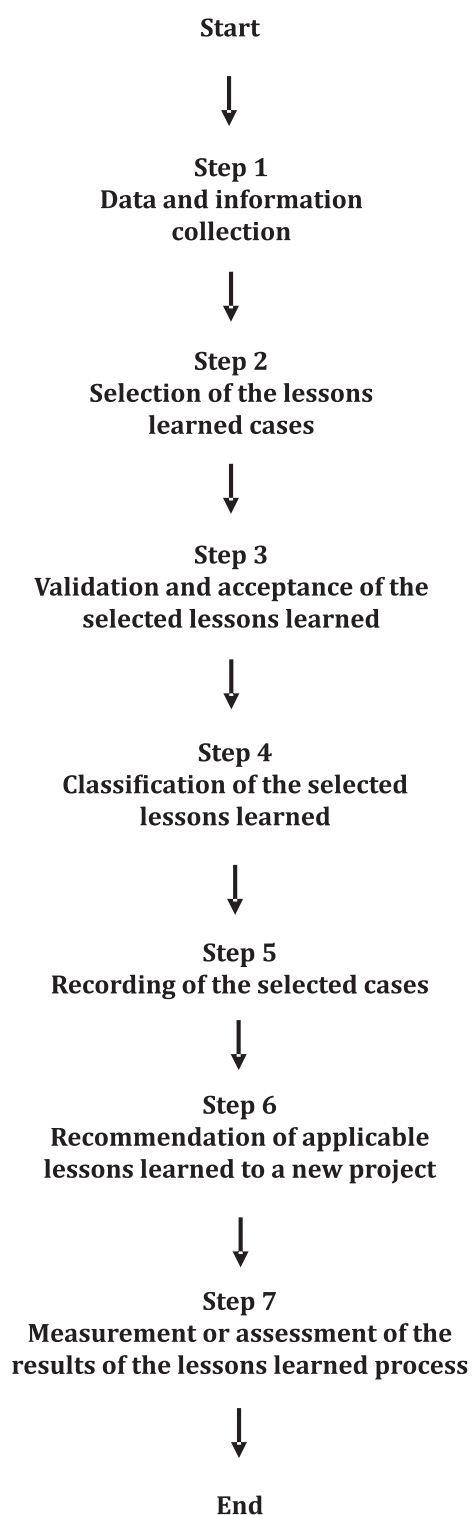 Start
Step 1
Data and information
collection
Step 2
Selection of the lessons
learned cases
Step 3
Validation and acceptance of the
selected lessons learned
Step 4
Classification of the selected
lessons learned
Step 5
Recording of the selected cases
Step 6
Recommendation of applicable
lessons learned to a new project
Step 7
Measurement or assessment of the
results of the lessons learned process
End